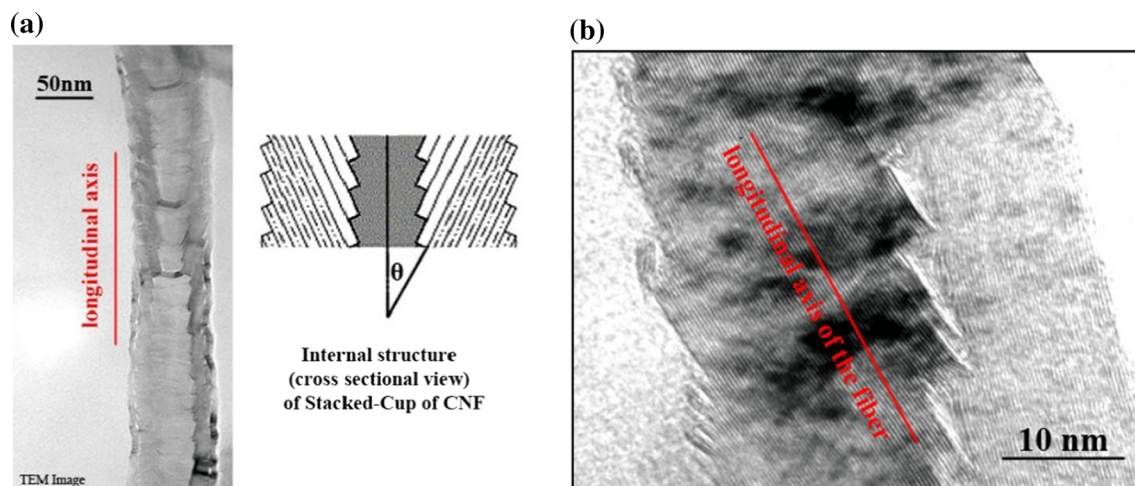 (a)
50nm
longitudinal axis
TEM Image
θ
Internal structure
(cross sectional view)
of Stacked-Cup of CNF
(b)
longitudinal axis of the fiber
10 nm